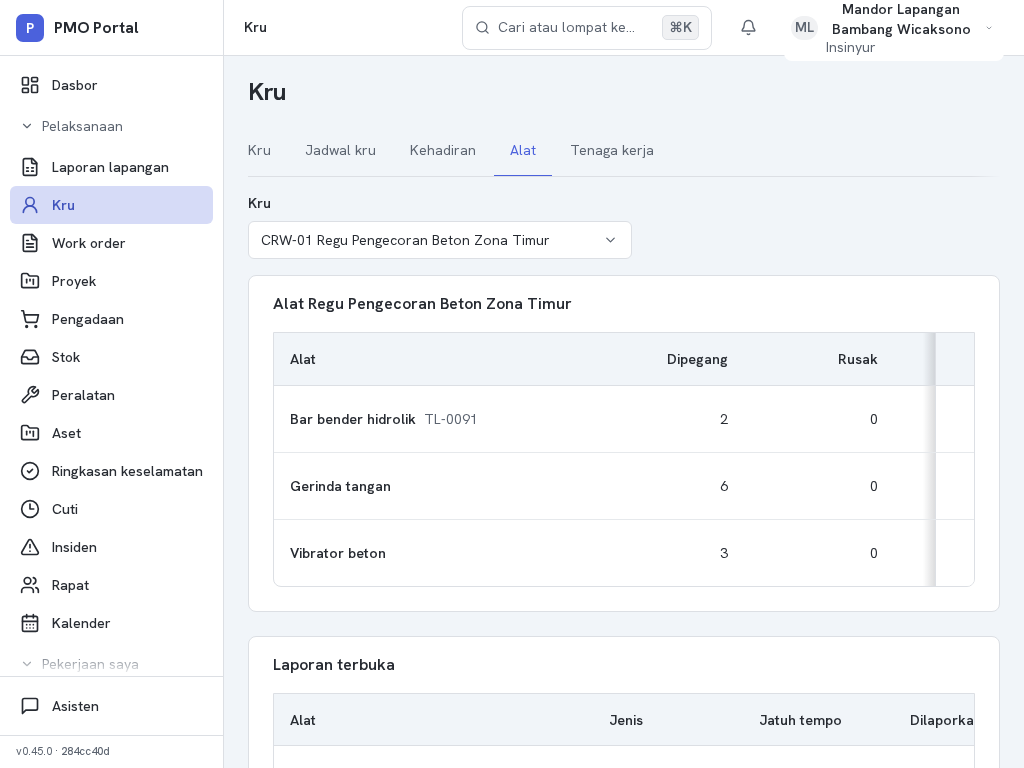 P PMO Portal
Kru
Cari atau lompat ke...
⌘K
ML
Mandor Lapangan
Bambang Wicaksono
Insinyur
Dasbor
Pelaksanaan
Laporan lapangan
Kru
Work order
Proyek
Pengadaan
Stok
Peralatan
Aset
Ringkasan keselamatan
Cuti
Insiden
Rapat
Kalender
Pekerjaan saya
Asisten
v0.45.0 · 284cc40d
Kru
Kru Jadwal kru Kehadiran Alat Tenaga kerja
Kru
CRW-01 Regu Pengecoran Beton Zona Timur
Alat Regu Pengecoran Beton Zona Timur
Alat Dipegang Rusak
Bar bender hidrolik TL-0091 2 0
Gerinda tangan 6 0
Vibrator beton 3 0
Laporan terbuka
Alat Jenis Jatuh tempo Dilaporka